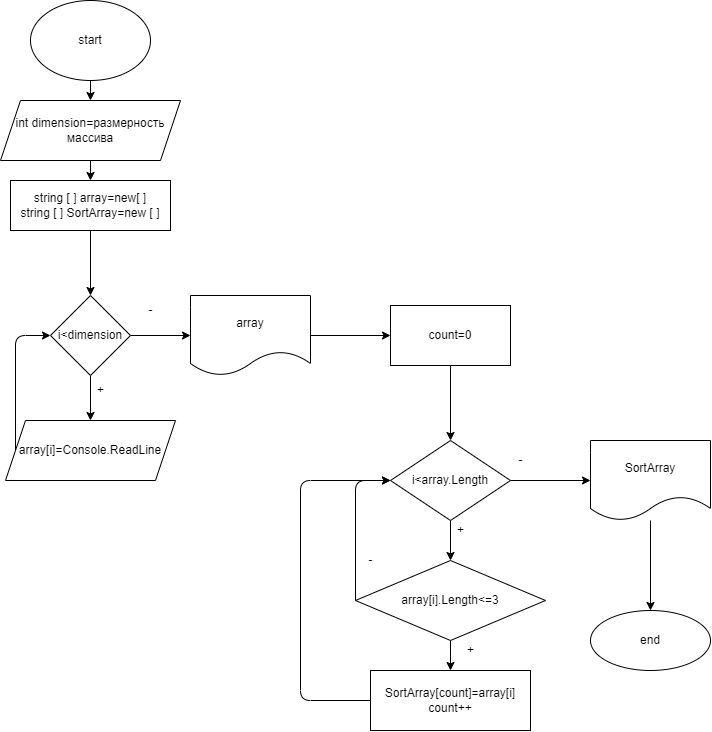 start
int dimension=размерность
массива
string [ ] array=new[ ]
string [ ] SortArray=new [ ]
i<dimension
-
+
array[i]=Console.ReadLine
array
count=0
i<array.Length
-
+
SortArray
array[i].Length<=3
-
+
SortArray[count]=array[i]
count++
end